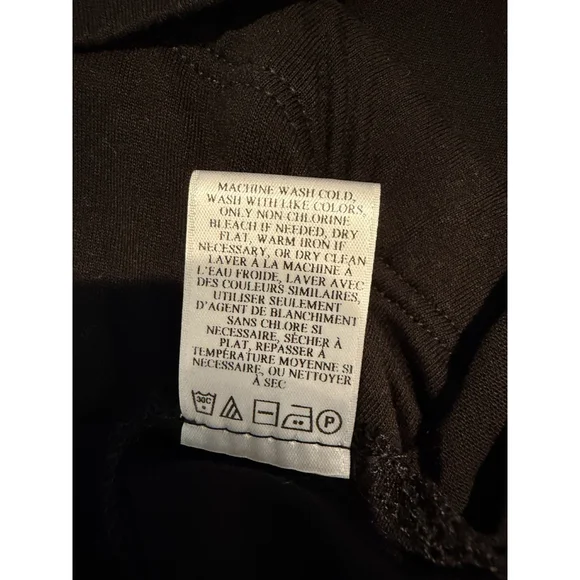 MACHINE WASH COLD,
WASH WITH LIKE COLORS,
ONLY NON CHLORINE
BLEACH IF NEEDED, DRY
FLAT, WARM IRON IF
NECESSARY, OR DRY CLEAN
LAVER À LA MACHINE À
L'EAU FROIDE, LAVER AVEC
DES COULEURS SIMILAIRES,
UTILISER SEULEMENT
D'AGENT DE BLANCHIMENT
SANS CHLORE SI
NECESSAIRE, SÉCHER À
PLAT, REPASSER À
TEMPÉRATURE MOYENNE SI
NECESSAIRE, OU NETTOYER
À SEC
30C P